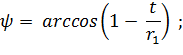 ψ = arccos(1 − t/r₁) ;